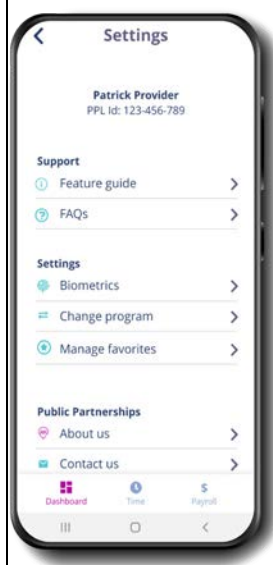 Settings
Patrick Provider
PPL Id: 123-456-789
Support
Feature guide
FAQs
Settings
Biometrics
Change program
Manage favorites
Public Partnerships
About us
Contact us
Dashboard Time Payroll